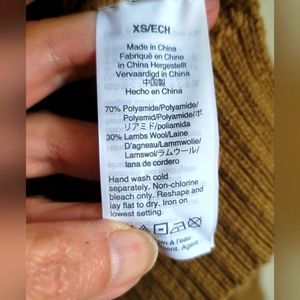 XS/ECH
Made in China
Fabriqué en Chine
in China Hergestellt
Vervaardigd in China
中国製
Hecho en China
70% Polyamide/Polyamide/
Polyamid/Polyamide/ポ
リアミド/poliamida
30% Lambs Wool/Laine
D'agneau/Lammwolle/
Lamswol/ラムウール/
lana de cordero
Hand wash cold
separately. Non-chlorine
bleach only. Reshape and
lay flat to dry. Iron on
lowest setting.
à l'eau
Agent